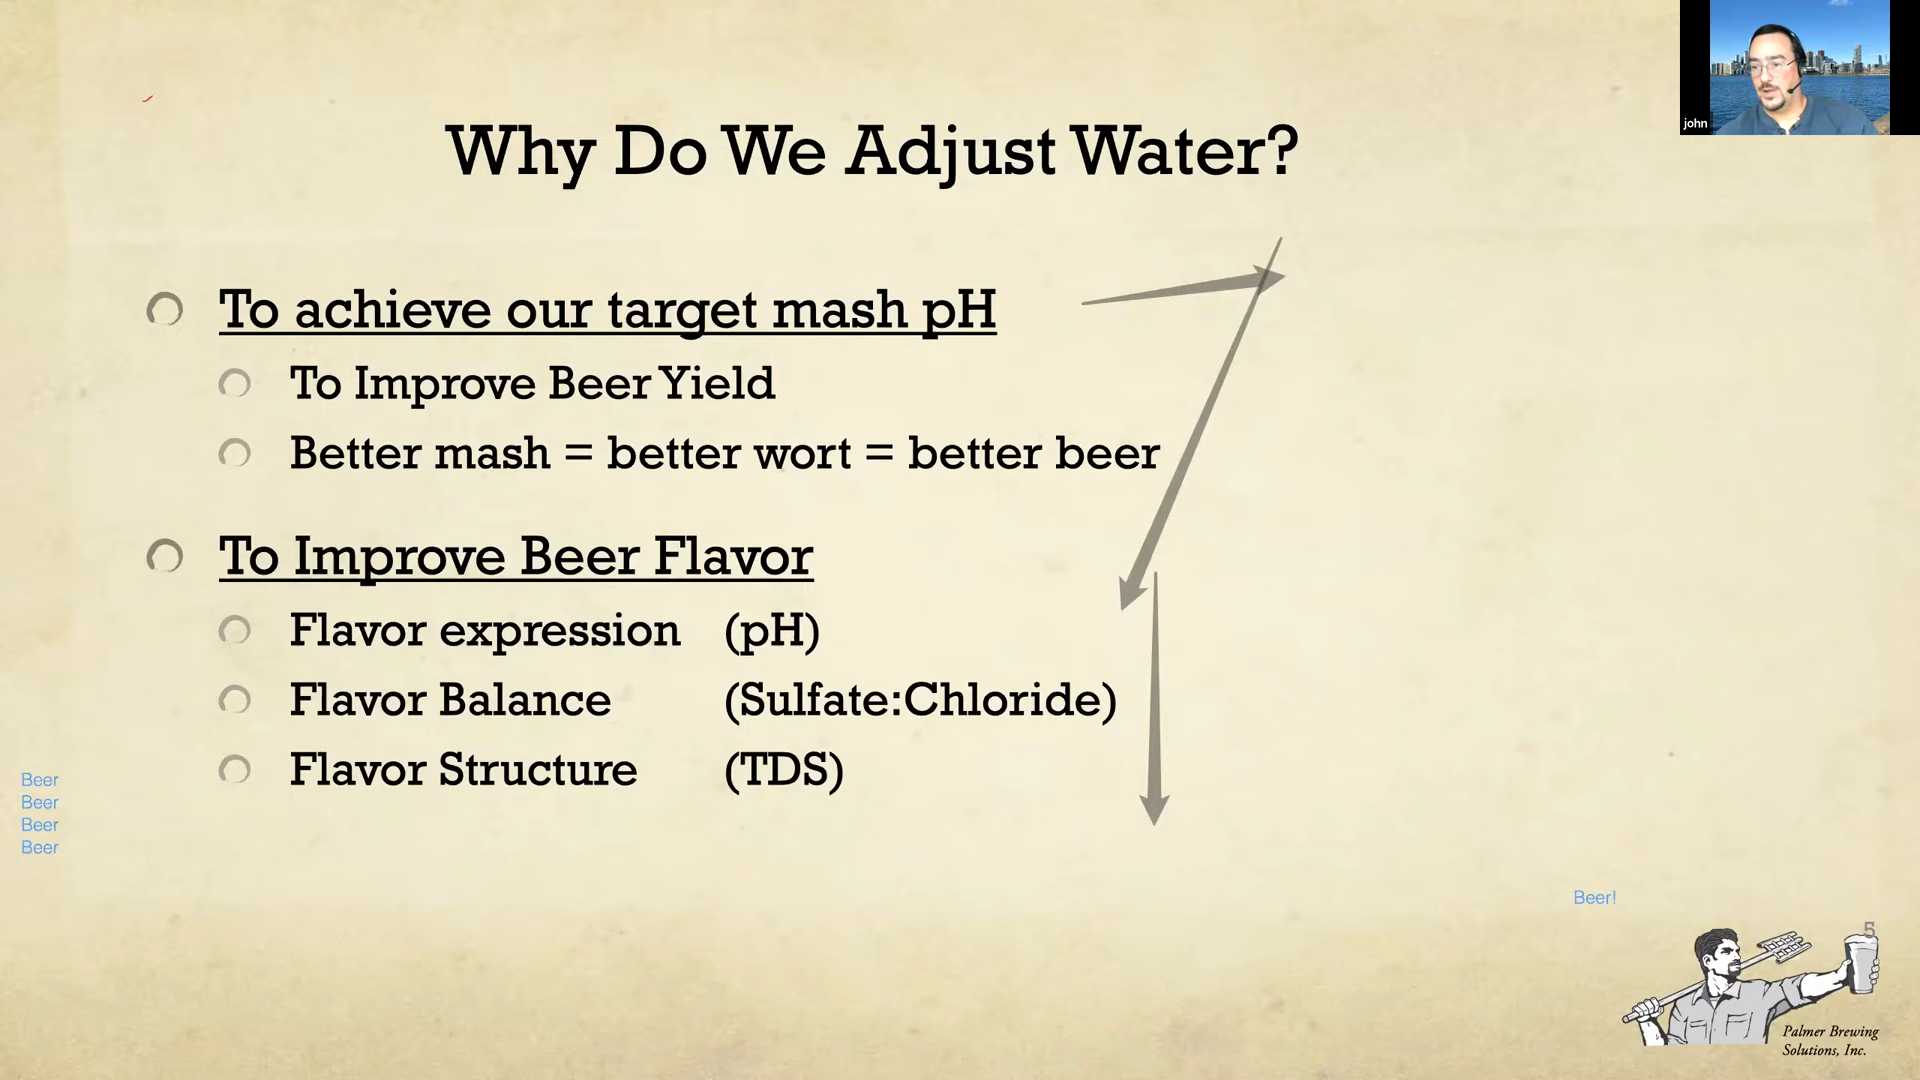 john
Why Do We Adjust Water?
To achieve our target mash pH
To Improve Beer Yield
Better mash = better wort = better beer
To Improve Beer Flavor
Flavor expression (pH)
Flavor Balance (Sulfate:Chloride)
Flavor Structure (TDS)
Beer
Beer
Beer
Beer
Beer!
5
Palmer Brewing
Solutions, Inc.